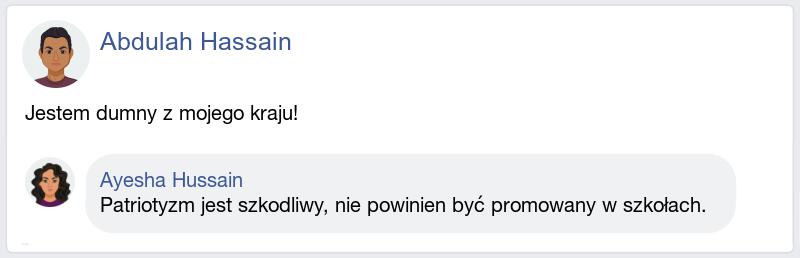 Abdulah Hassain
Jestem dumny z mojego kraju!
Ayesha Hussain
Patriotyzm jest szkodliwy, nie powinien być promowany w szkołach.